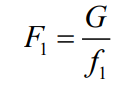 F₁ = G / f₁